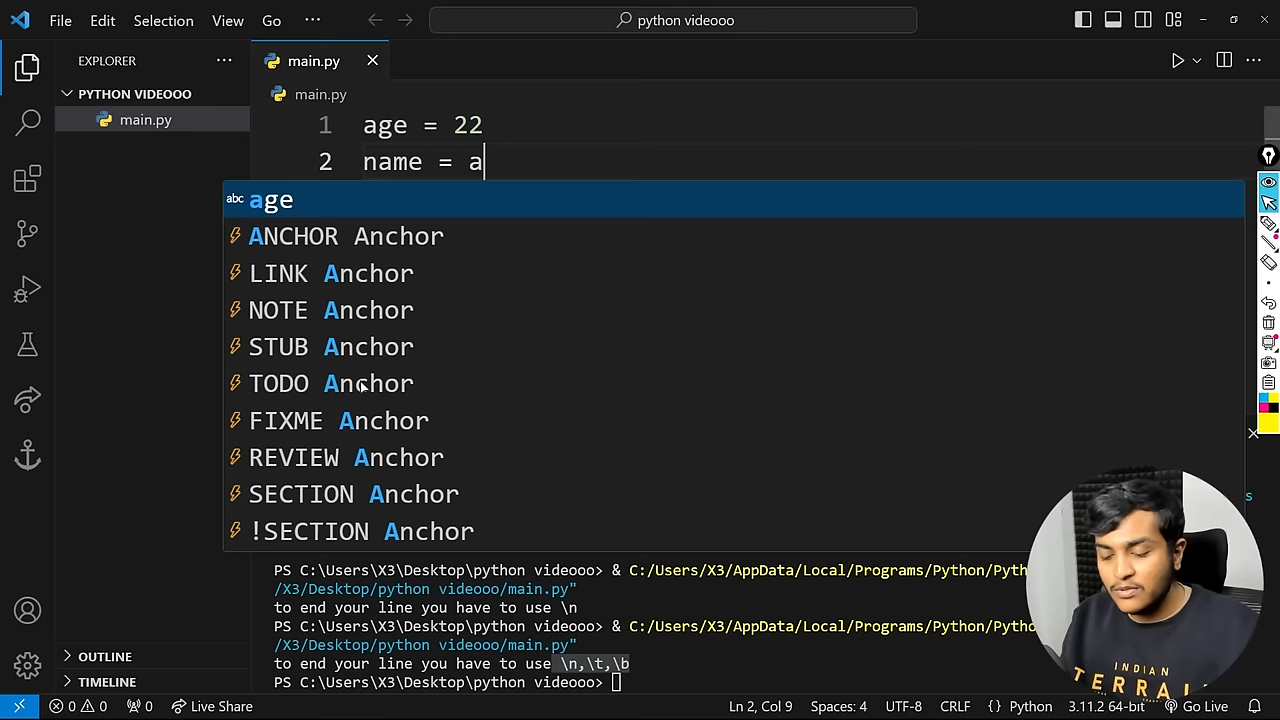 File Edit Selection View Go ··· python videooo
EXPLORER ···
main.py
PYTHON VIDEOOO
main.py
main.py
1 age = 22
2 name = a
abc age
ANCHOR Anchor
LINK Anchor
NOTE Anchor
STUB Anchor
TODO Anchor
FIXME Anchor
REVIEW Anchor
SECTION Anchor
!SECTION Anchor
s
PS C:\Users\X3\Desktop\python videooo> & C:/Users/X3/AppData/Local/Programs/Python/Pyth
/X3/Desktop/python videooo/main.py"
to end your line you have to use \n
PS C:\Users\X3\Desktop\python videooo> & C:/Users/X3/AppData/Local/Programs/Python/Pytho
/X3/Desktop/python videooo/main.py"
to end your line you have to use \n,\t,\b
PS C:\Users\X3\Desktop\python videooo>
OUTLINE
TIMELINE
INDIAN
TERRAI
0 0 0 Live Share Ln 2, Col 9 Spaces: 4 UTF-8 CRLF {} Python 3.11.2 64-bit Go Live